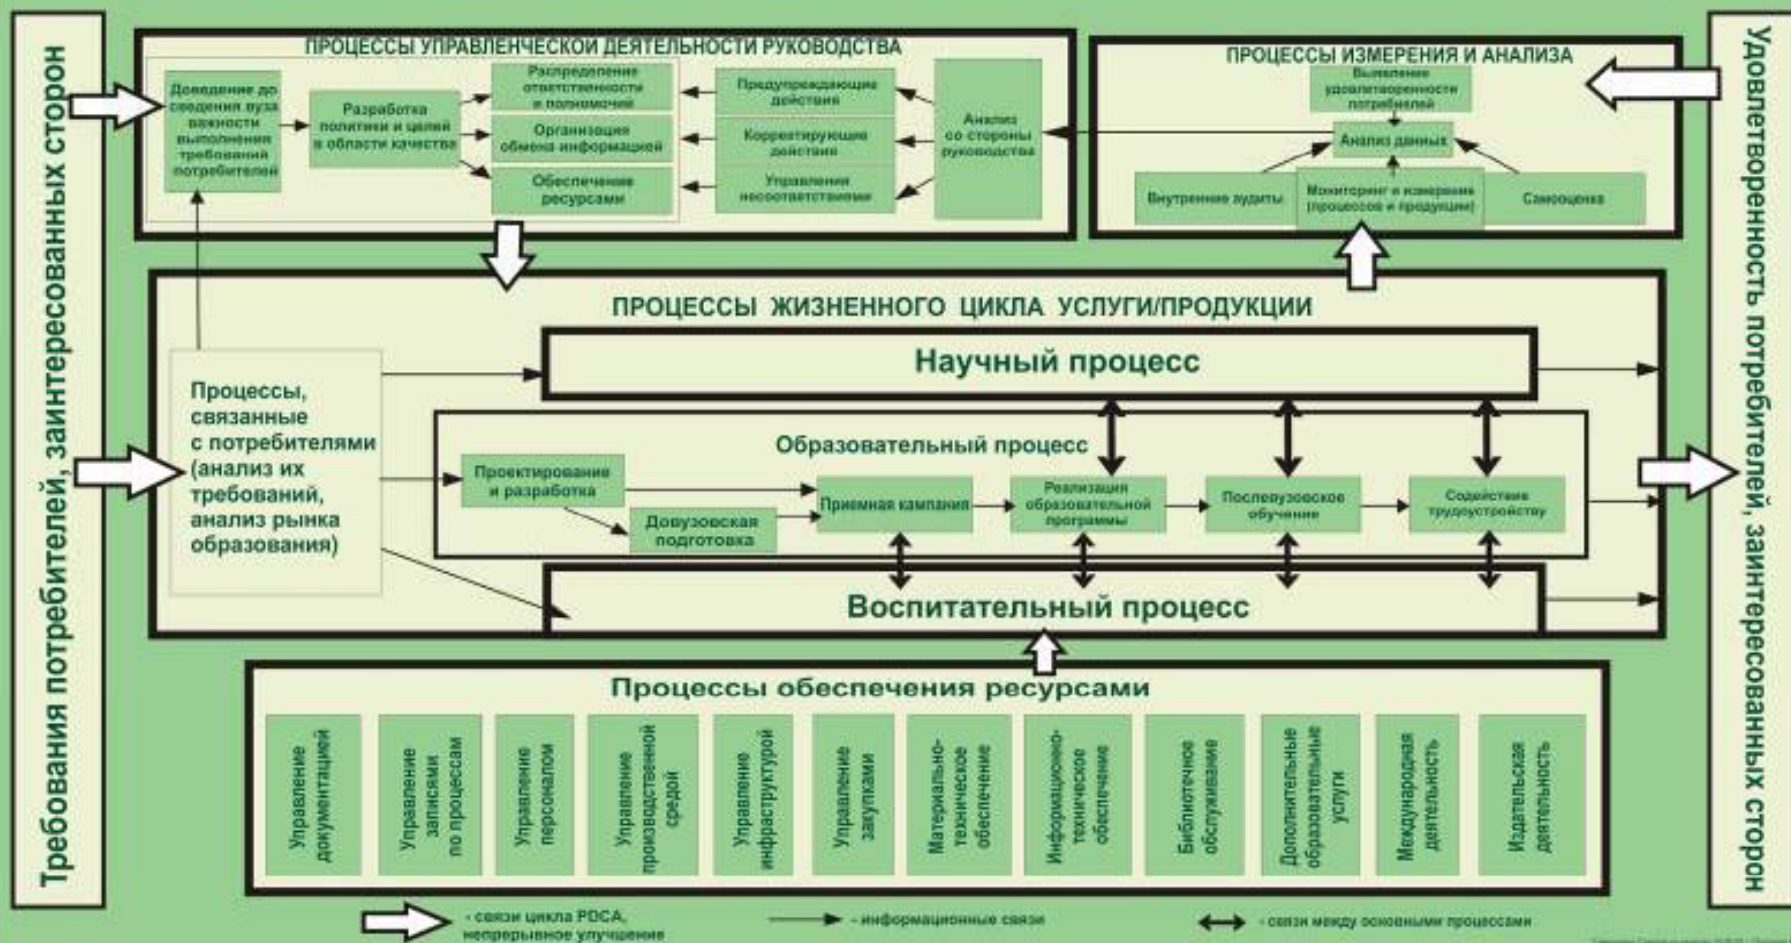 Требования потребителей, заинтересованных сторон
ПРОЦЕССЫ УПРАВЛЕНЧЕСКОЙ ДЕЯТЕЛЬНОСТИ РУКОВОДСТВА
Доведение до
сведения вуза
важности
выполнения
требований
потребителей
Разработка
политики и целей
в области качества
Распределение
ответственности
и полномочий
Организация
обмена информацией
Обеспечение
ресурсами
Предупреждающие
действия
Корректирующие
действия
Управления
несоответствиями
Анализ
со стороны
руководства
ПРОЦЕССЫ ИЗМЕРЕНИЯ И АНАЛИЗА
Выявление
удовлетворенности
потребителей
Анализ данных
Внутренние аудиты
Мониторинг и измерение
(процессов и продукции)
Самооценка
ПРОЦЕССЫ ЖИЗНЕННОГО ЦИКЛА УСЛУГИ/ПРОДУКЦИИ
Научный процесс
Процессы,
связанные
с потребителями
(анализ их
требований,
анализ рынка
образования)
Образовательный процесс
Проектирование
и разработка
Довузовская
подготовка
Приемная кампания
Реализация
образовательной
программы
Послевузовское
обучение
Содействие
трудоустройству
Воспитательный процесс
Процессы обеспечения ресурсами
Управление
документацией
Управление
записями
по процессам
Управление
персоналом
Управление
производственной
средой
Управление
инфраструктурой
Управление
закупками
Материально-
техническое
обеспечение
Информационно-
техническое
обеспечение
Библиотечное
обслуживание
Дополнительные
образовательные
услуги
Международная
деятельность
Издательская
деятельность
Удовлетворенность потребителей, заинтересованных сторон
- связи цикла PDCA,
непрерывное улучшение
- информационные связи
- связи между основными процессами